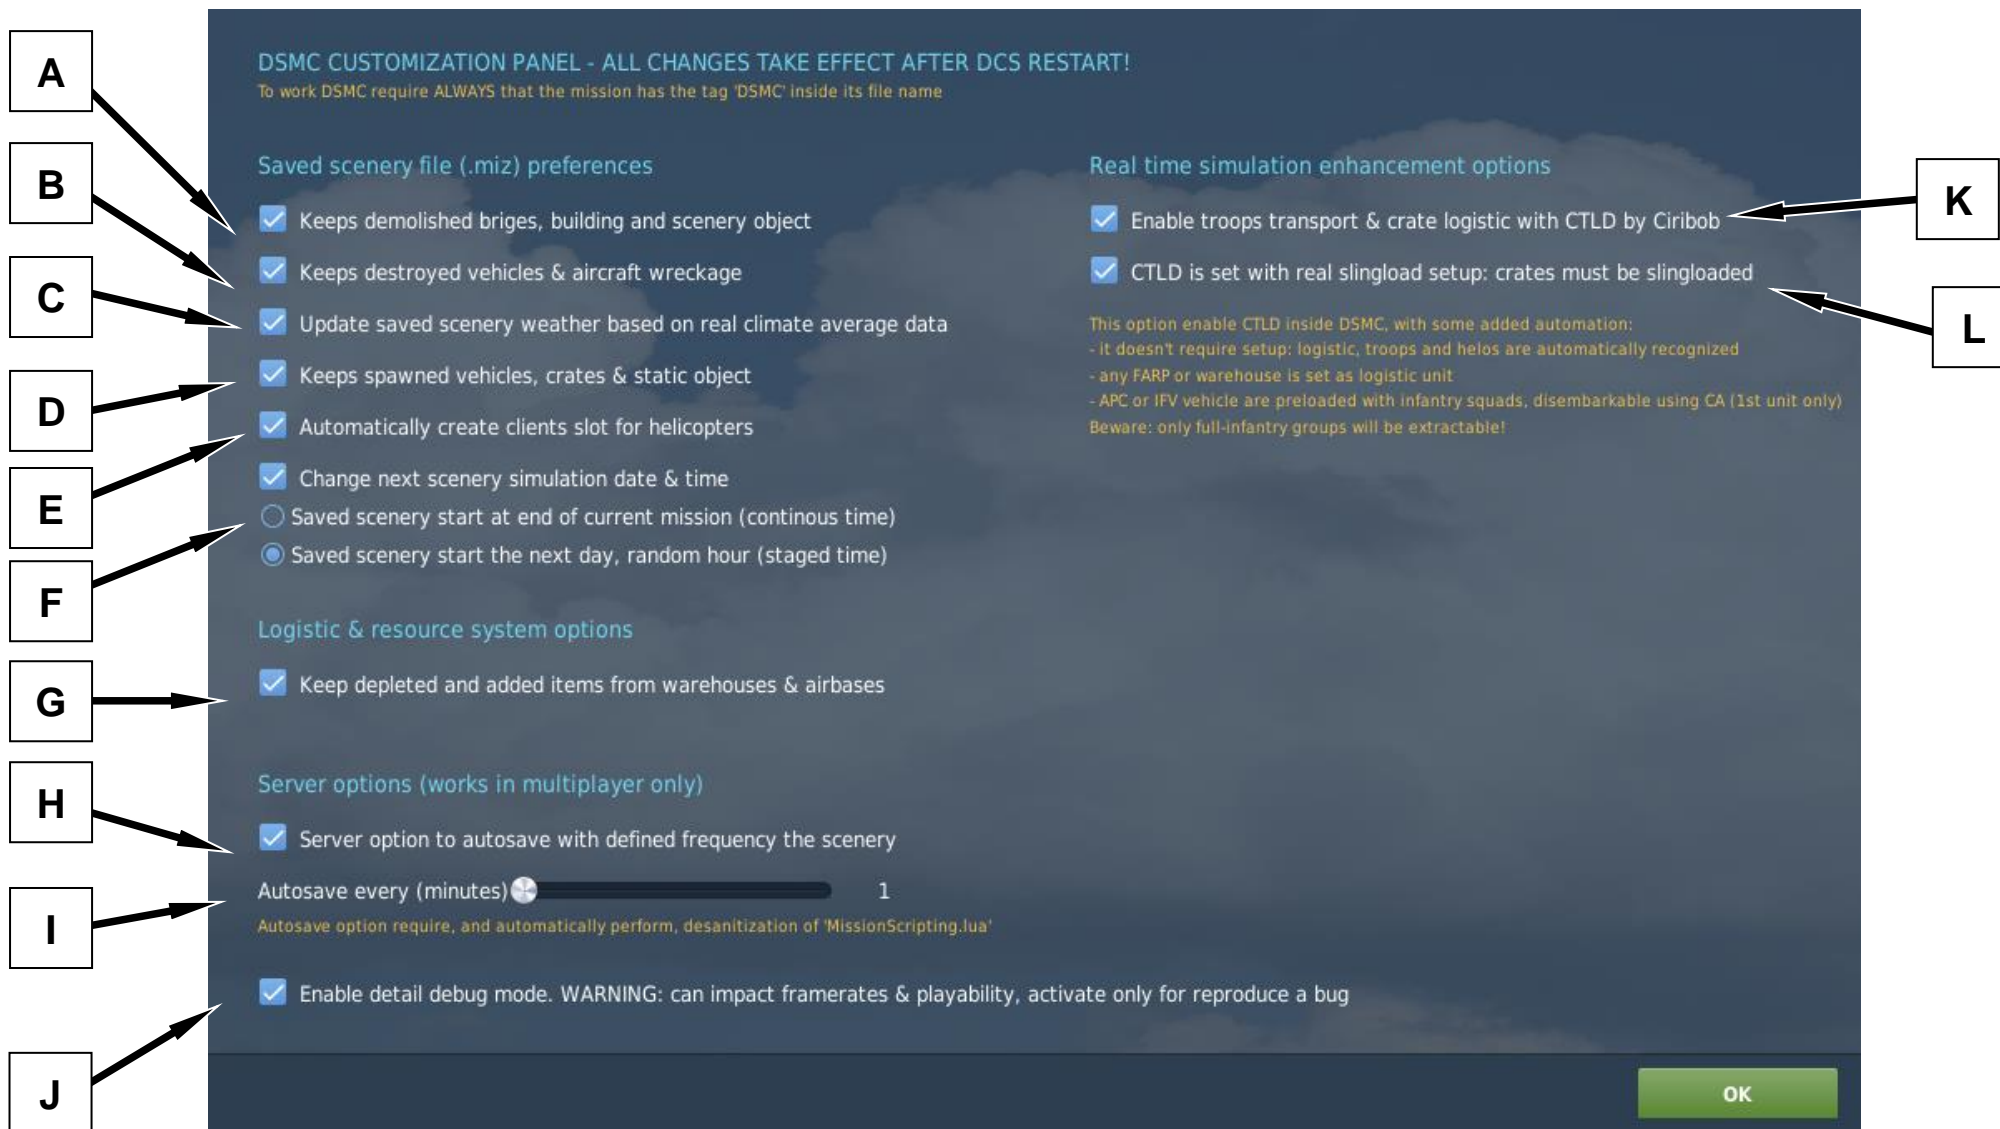 DSMC CUSTOMIZATION PANEL - ALL CHANGES TAKE EFFECT AFTER DCS RESTART!
To work DSMC require ALWAYS that the mission has the tag 'DSMC' inside its file name
Saved scenery file (.miz) preferences
Keeps demolished briges, building and scenery object
Keeps destroyed vehicles & aircraft wreckage
Update saved scenery weather based on real climate average data
Keeps spawned vehicles, crates & static object
Automatically create clients slot for helicopters
Change next scenery simulation date & time
Saved scenery start at end of current mission (continous time)
Saved scenery start the next day, random hour (staged time)
Logistic & resource system options
Keep depleted and added items from warehouses & airbases
Server options (works in multiplayer only)
Server option to autosave with defined frequency the scenery
Autosave every (minutes) 1
Autosave option require, and automatically perform, desanitization of 'MissionScripting.lua'
Enable detail debug mode. WARNING: can impact framerates & playability, activate only for reproduce a bug
Real time simulation enhancement options
Enable troops transport & crate logistic with CTLD by Ciribob
CTLD is set with real slingload setup: crates must be slingloaded
This option enable CTLD inside DSMC, with some added automation:
- it doesn't require setup: logistic, troops and helos are automatically recognized
- any FARP or warehouse is set as logistic unit
- APC or IFV vehicle are preloaded with infantry squads, disembarkable using CA (1st unit only)
Beware: only full-infantry groups will be extractable!
OK
A
B
C
D
E
F
G
H
I
J
K
L